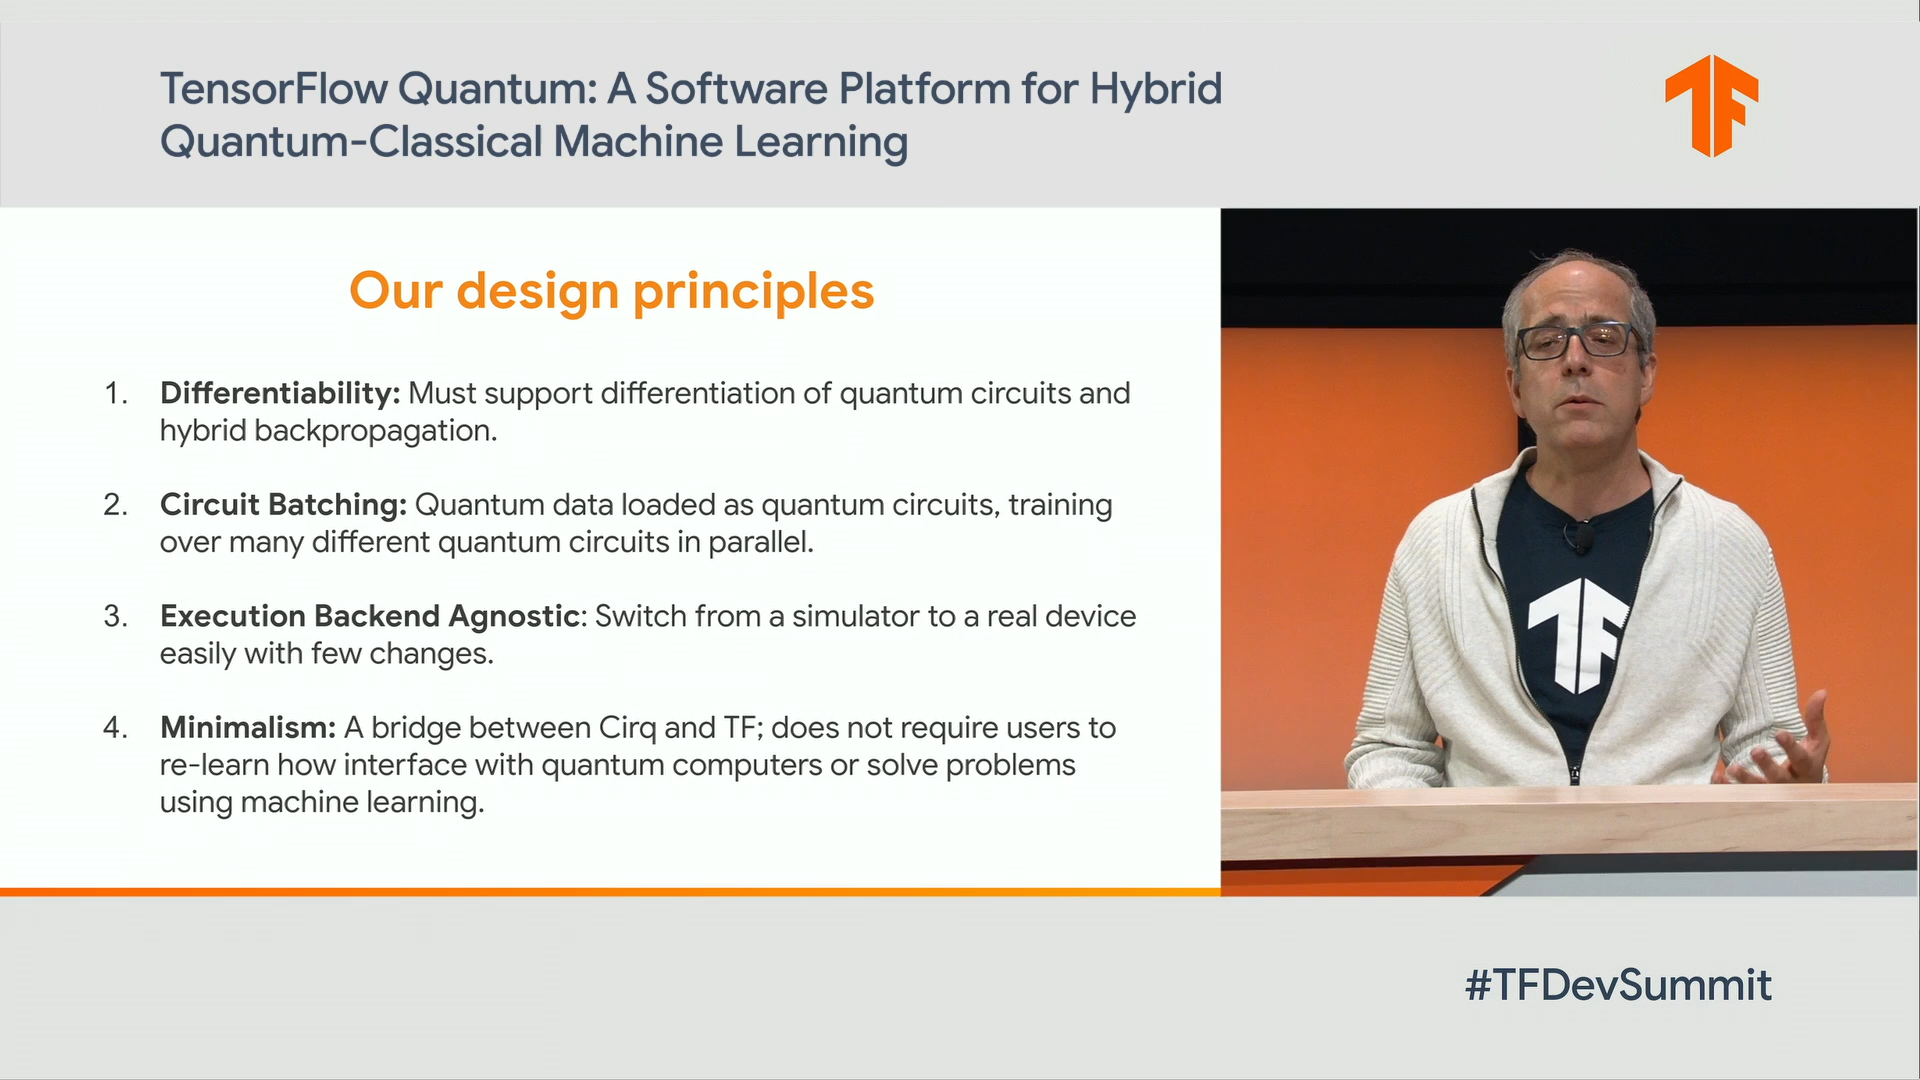 TensorFlow Quantum: A Software Platform for Hybrid
Quantum-Classical Machine Learning
Our design principles
1. Differentiability: Must support differentiation of quantum circuits and
hybrid backpropagation.
2. Circuit Batching: Quantum data loaded as quantum circuits, training
over many different quantum circuits in parallel.
3. Execution Backend Agnostic: Switch from a simulator to a real device
easily with few changes.
4. Minimalism: A bridge between Cirq and TF; does not require users to
re-learn how interface with quantum computers or solve problems
using machine learning.
#TFDevSummit